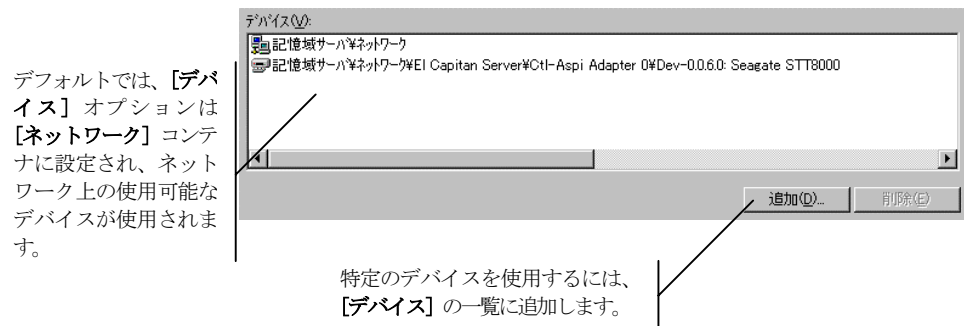 デバイス(V):
記憶域サーバ¥ネットワーク
記憶域サーバ¥ネットワーク¥El Capitan Server¥Ctl-Aspi Adapter 0¥Dev-0.0.6.0: Seagate STT8000
デフォルトでは、[デバ
イス] オプションは
[ネットワーク] コンテ
ナに設定され、ネット
ワーク上の使用可能な
デバイスが使用されま
す。
追加(D)...
削除(E)
特定のデバイスを使用するには、
[デバイス] の一覧に追加します。